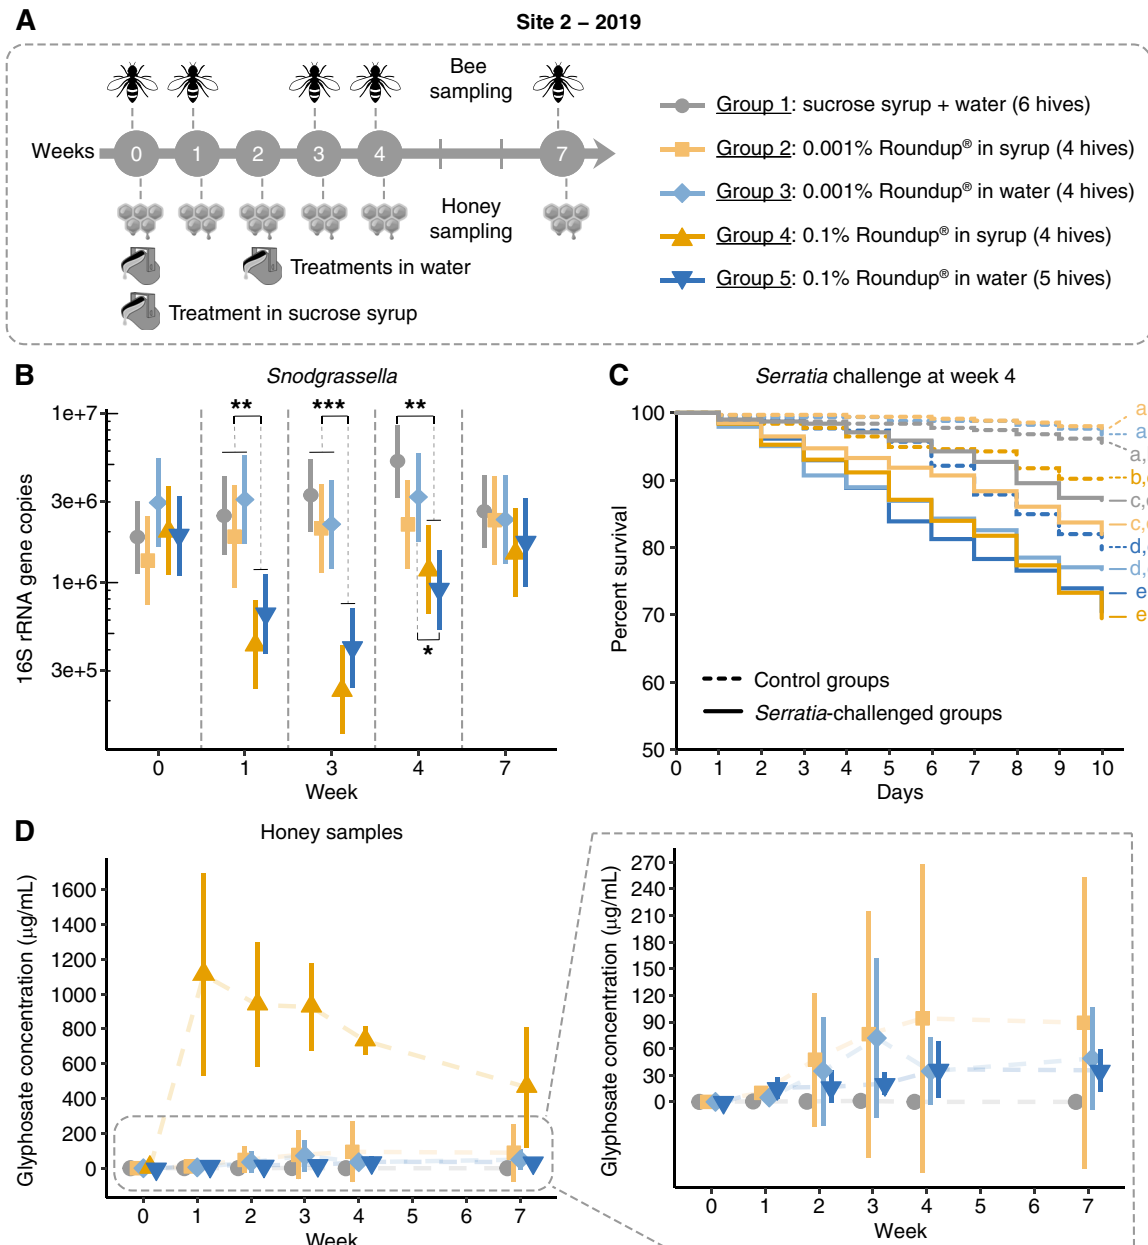 A
Site 2 – 2019
Bee
sampling
Weeks
0 1 2 3 4 7
Honey
sampling
Treatments in water
Treatment in sucrose syrup
Group 1: sucrose syrup + water (6 hives)
Group 2: 0.001% Roundup® in syrup (4 hives)
Group 3: 0.001% Roundup® in water (4 hives)
Group 4: 0.1% Roundup® in syrup (4 hives)
Group 5: 0.1% Roundup® in water (5 hives)
B
Snodgrassella
16S rRNA gene copies
1e+7
3e+6
1e+6
3e+5
** *** ** *
0 1 3 4 7
Week
C
Serratia challenge at week 4
Percent survival
100
90
80
70
60
50
a
a
a,
b,
c,
c,
d,
d,
e
e
Control groups
Serratia-challenged groups
0 1 2 3 4 5 6 7 8 9 10
Days
D
Honey samples
Glyphosate concentration (µg/mL)
1600
1400
1200
1000
800
600
400
200
0
0 1 2 3 4 5 6 7
Week
Glyphosate concentration (µg/mL)
270
240
210
180
150
120
90
60
30
0
0 1 2 3 4 5 6 7
Week